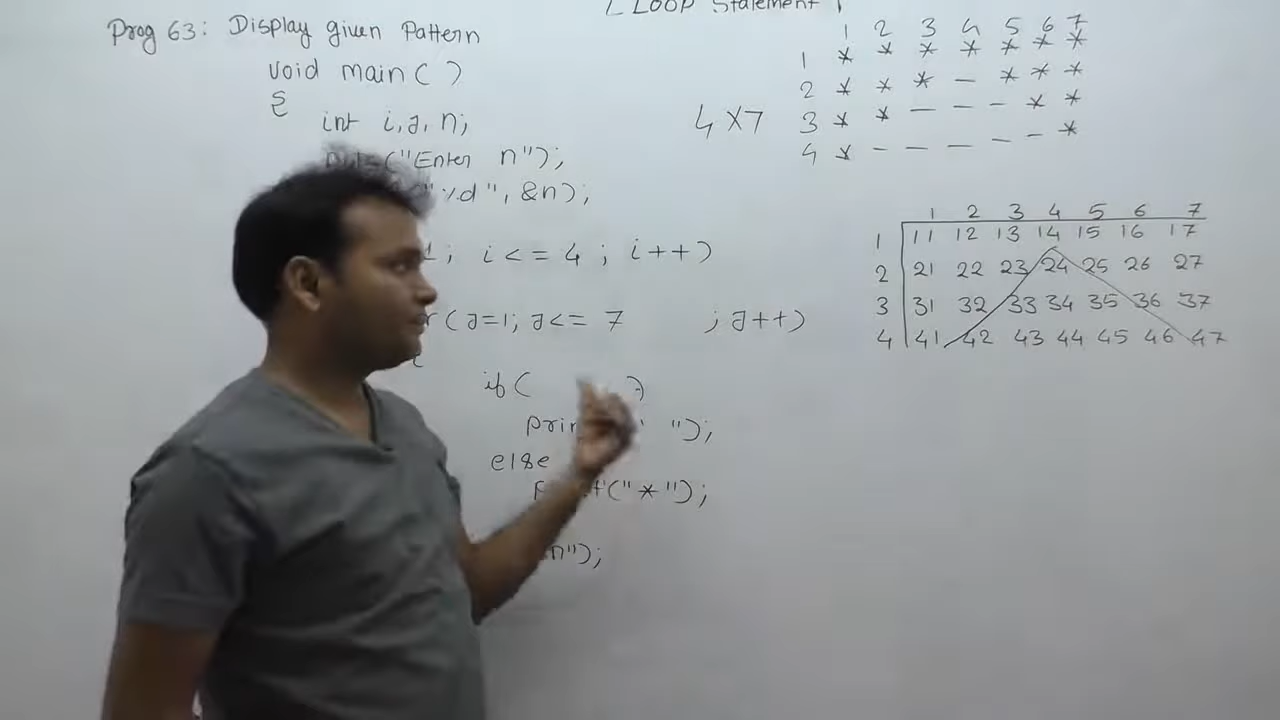 LOOP Statement
Prog 63: Display given Pattern
void main( )
{
int i, j, n;
("Enter n");
"%d", &n);
1; i <= 4 ; i++)
r(j=1; j<= 7 ; j++)
{
if( )
prin " ");
else
("*");
n");
4 X 7
1 2 3 4 5 6 7
1 * * * * * * *
2 * * * - * * *
3 * * - - - * *
4 * - - - - - *
1 2 3 4 5 6 7
1 11 12 13 14 15 16 17
2 21 22 23 24 25 26 27
3 31 32 33 34 35 36 37
4 41 42 43 44 45 46 47